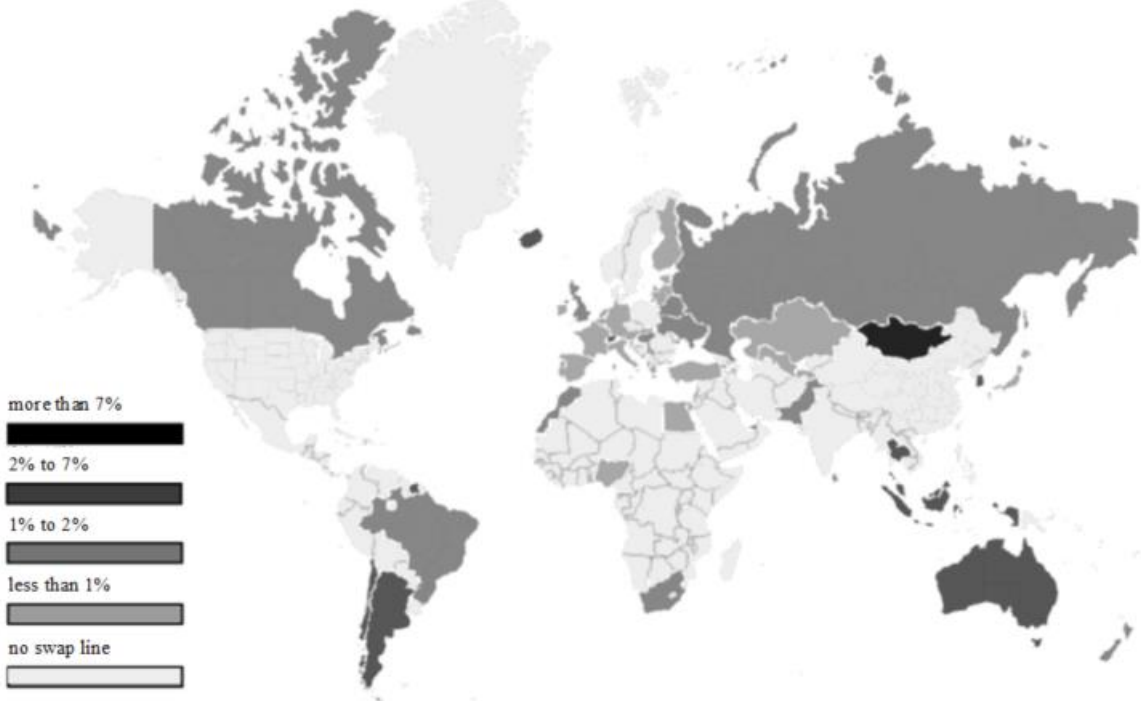 more than 7%
2% to 7%
1% to 2%
less than 1%
no swap line